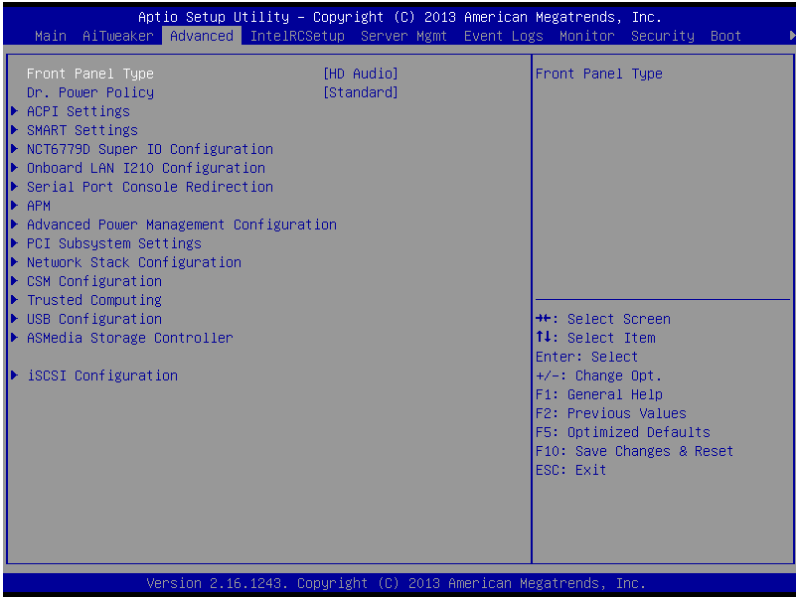 Aptio Setup Utility – Copyright (C) 2013 American Megatrends, Inc.
Main AiTweaker Advanced IntelRCSetup Server Mgmt Event Logs Monitor Security Boot
Front Panel Type [HD Audio]
Dr. Power Policy [Standard]
ACPI Settings
SMART Settings
NCT6779D Super IO Configuration
Onboard LAN I210 Configuration
Serial Port Console Redirection
APM
Advanced Power Management Configuration
PCI Subsystem Settings
Network Stack Configuration
CSM Configuration
Trusted Computing
USB Configuration
ASMedia Storage Controller
iSCSI Configuration
Front Panel Type
→←: Select Screen
↑↓: Select Item
Enter: Select
+/-: Change Opt.
F1: General Help
F2: Previous Values
F5: Optimized Defaults
F10: Save Changes & Reset
ESC: Exit
Version 2.16.1243. Copyright (C) 2013 American Megatrends, Inc.